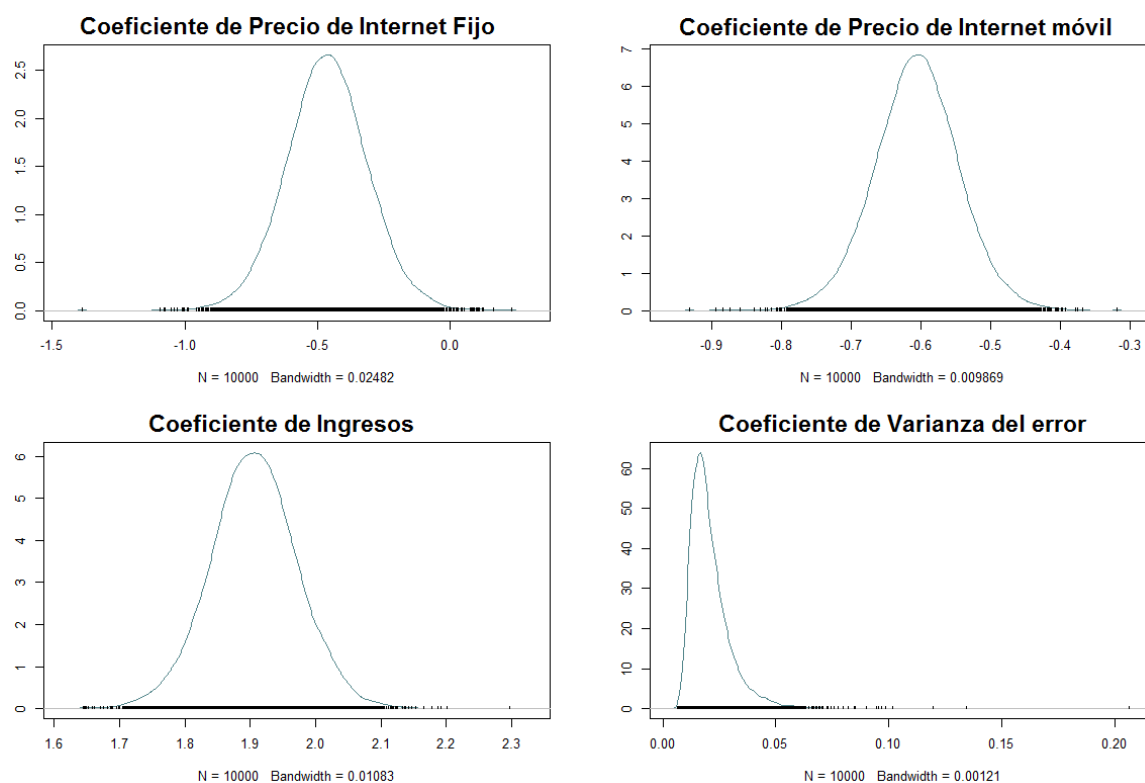 Coeficiente de Precio de Internet Fijo
2.5
2.0
1.5
1.0
0.5
0.0
-1.5 -1.0 -0.5 0.0
N = 10000 Bandwidth = 0.02482
Coeficiente de Precio de Internet móvil
7
6
5
4
3
2
1
0
-0.9 -0.8 -0.7 -0.6 -0.5 -0.4 -0.3
N = 10000 Bandwidth = 0.009869
Coeficiente de Ingresos
6
5
4
3
2
1
0
1.6 1.7 1.8 1.9 2.0 2.1 2.2 2.3
N = 10000 Bandwidth = 0.01083
Coeficiente de Varianza del error
60
50
40
30
20
10
0
0.00 0.05 0.10 0.15 0.20
N = 10000 Bandwidth = 0.00121